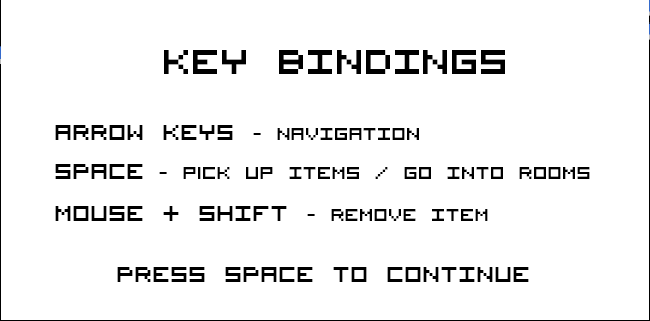 KEY BINDINGS
ARROW KEYS - NAVIGATION
SPACE - PICK UP ITEMS / GO INTO ROOMS
MOUSE + SHIFT - REMOVE ITEM
PRESS SPACE TO CONTINUE